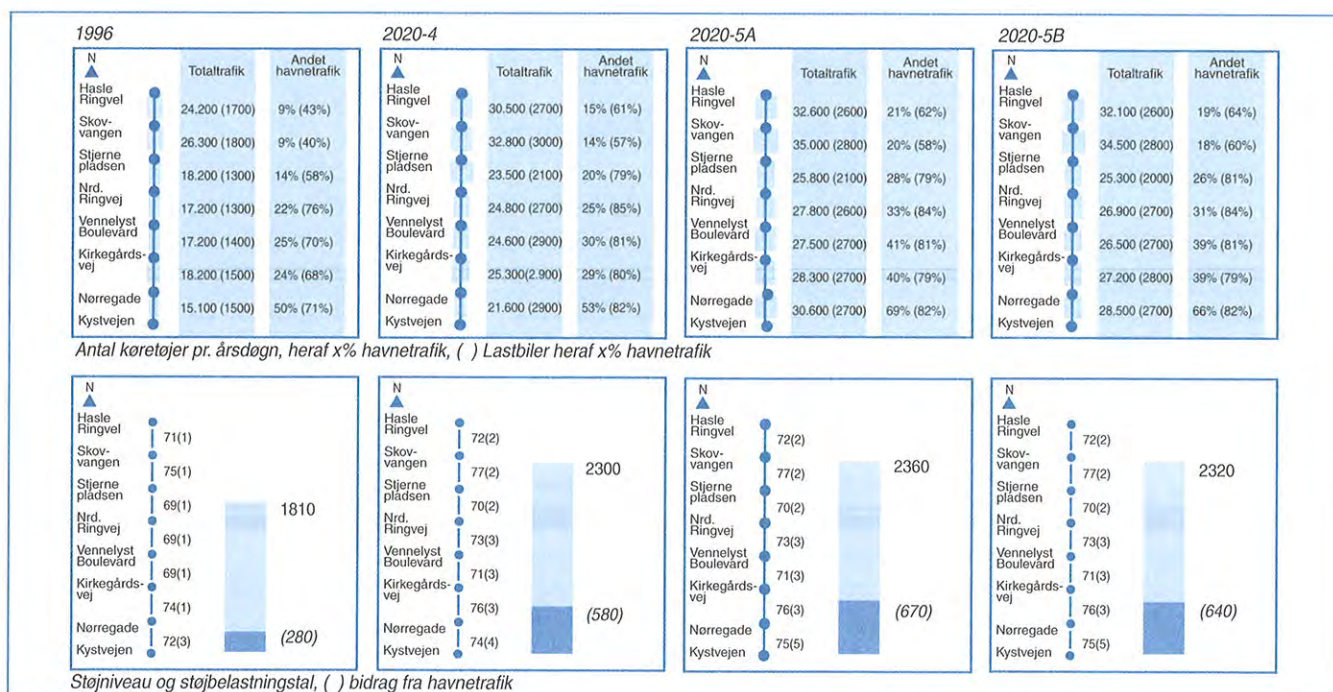 1996
N
Totaltrafik
Andet
havnetrafik
Hasle
Ringvel
24.200 (1700) 9% (43%)
Skov-
vangen
26.300 (1800) 9% (40%)
Stjerne
pladsen
18.200 (1300) 14% (58%)
Nrd.
Ringvej
17.200 (1300) 22% (76%)
Vennelyst
Boulevard
17.200 (1400) 25% (70%)
Kirkegårds-
vej
18.200 (1500) 24% (68%)
Nørregade
15.100 (1500) 50% (71%)
Kystvejen
2020-4
N
Totaltrafik
Andet
havnetrafik
Hasle
Ringvel
30.500 (2700) 15% (61%)
Skov-
vangen
32.800 (3000) 14% (57%)
Stjerne
pladsen
23.500 (2100) 20% (79%)
Nrd.
Ringvej
24.800 (2700) 25% (85%)
Vennelyst
Boulevard
24.600 (2900) 30% (81%)
Kirkegårds-
vej
25.300(2.900) 29% (80%)
Nørregade
21.600 (2900) 53% (82%)
Kystvejen
2020-5A
N
Totaltrafik
Andet
havnetrafik
Hasle
Ringvel
32.600 (2600) 21% (62%)
Skov-
vangen
35.000 (2800) 20% (58%)
Stjerne
pladsen
25.800 (2100) 28% (79%)
Nrd.
Ringvej
27.800 (2600) 33% (84%)
Vennelyst
Boulevard
27.500 (2700) 41% (81%)
Kirkegårds-
vej
28.300 (2700) 40% (79%)
Nørregade
30.600 (2700) 69% (82%)
Kystvejen
2020-5B
N
Totaltrafik
Andet
havnetrafik
Hasle
Ringvel
32.100 (2600) 19% (64%)
Skov-
vangen
34.500 (2800) 18% (60%)
Stjerne
pladsen
25.300 (2000) 26% (81%)
Nrd.
Ringvej
26.900 (2700) 31% (84%)
Vennelyst
Boulevard
26.500 (2700) 39% (81%)
Kirkegårds-
vej
27.200 (2800) 39% (79%)
Nørregade
28.500 (2700) 66% (82%)
Kystvejen
Antal køretøjer pr. årsdøgn, heraf x% havnetrafik, ( ) Lastbiler heraf x% havnetrafik
N
Hasle
Ringvel
71(1)
Skov-
vangen
75(1)
Stjerne
pladsen
69(1)
1810
Nrd.
Ringvej
69(1)
Vennelyst
Boulevard
69(1)
Kirkegårds-
vej
74(1)
Nørregade
72(3)
(280)
Kystvejen
N
Hasle
Ringvel
72(2)
Skov-
vangen
77(2)
2300
Stjerne
pladsen
70(2)
Nrd.
Ringvej
73(3)
Vennelyst
Boulevard
71(3)
Kirkegårds-
vej
76(3)
(580)
Nørregade
74(4)
Kystvejen
N
Hasle
Ringvel
72(2)
Skov-
vangen
77(2)
2360
Stjerne
pladsen
70(2)
Nrd.
Ringvej
73(3)
Vennelyst
Boulevard
71(3)
Kirkegårds-
vej
76(3)
(670)
Nørregade
75(5)
Kystvejen
N
Hasle
Ringvel
72(2)
Skov-
vangen
77(2)
2320
Stjerne
pladsen
70(2)
Nrd.
Ringvej
73(3)
Vennelyst
Boulevard
71(3)
Kirkegårds-
vej
76(3)
(640)
Nørregade
75(5)
Kystvejen
Støjniveau og støjbelastningstal, ( ) bidrag fra havnetrafik